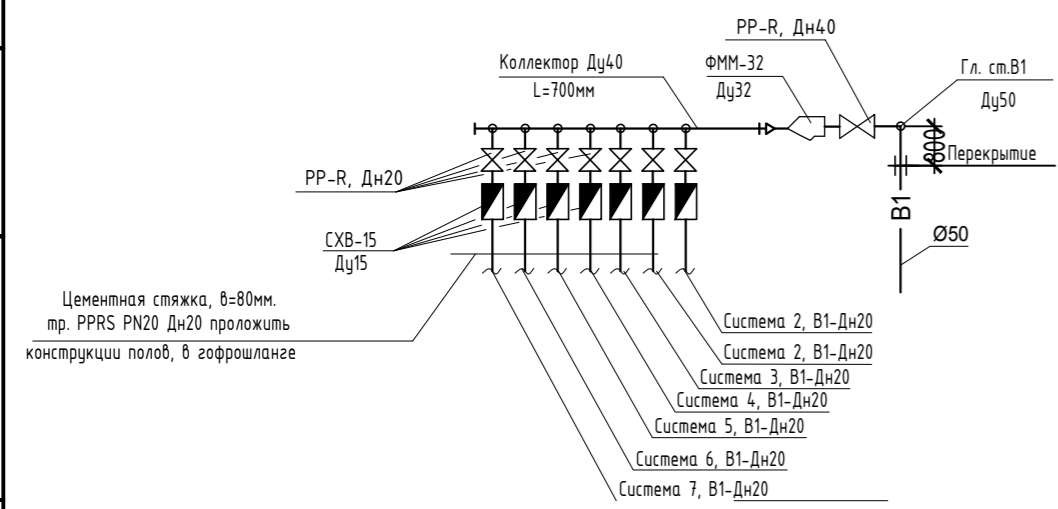 PP-R, Дн40
Коллектор Ду40
L=700мм
ФММ-32
Ду32
Гл. ст.В1
Ду50
800
Перекрытие
PP-R, Дн20
В1
СХВ-15
Ду15
Ø50
Цементная стяжка, в=80мм.
тр. PPRS PN20 Дн20 проложить
конструкции полов, в гофрошланге
Система 2, В1-Дн20
Система 2, В1-Дн20
Система 3, В1-Дн20
Система 4, В1-Дн20
Система 5, В1-Дн20
Система 6, В1-Дн20
Система 7, В1-Дн20